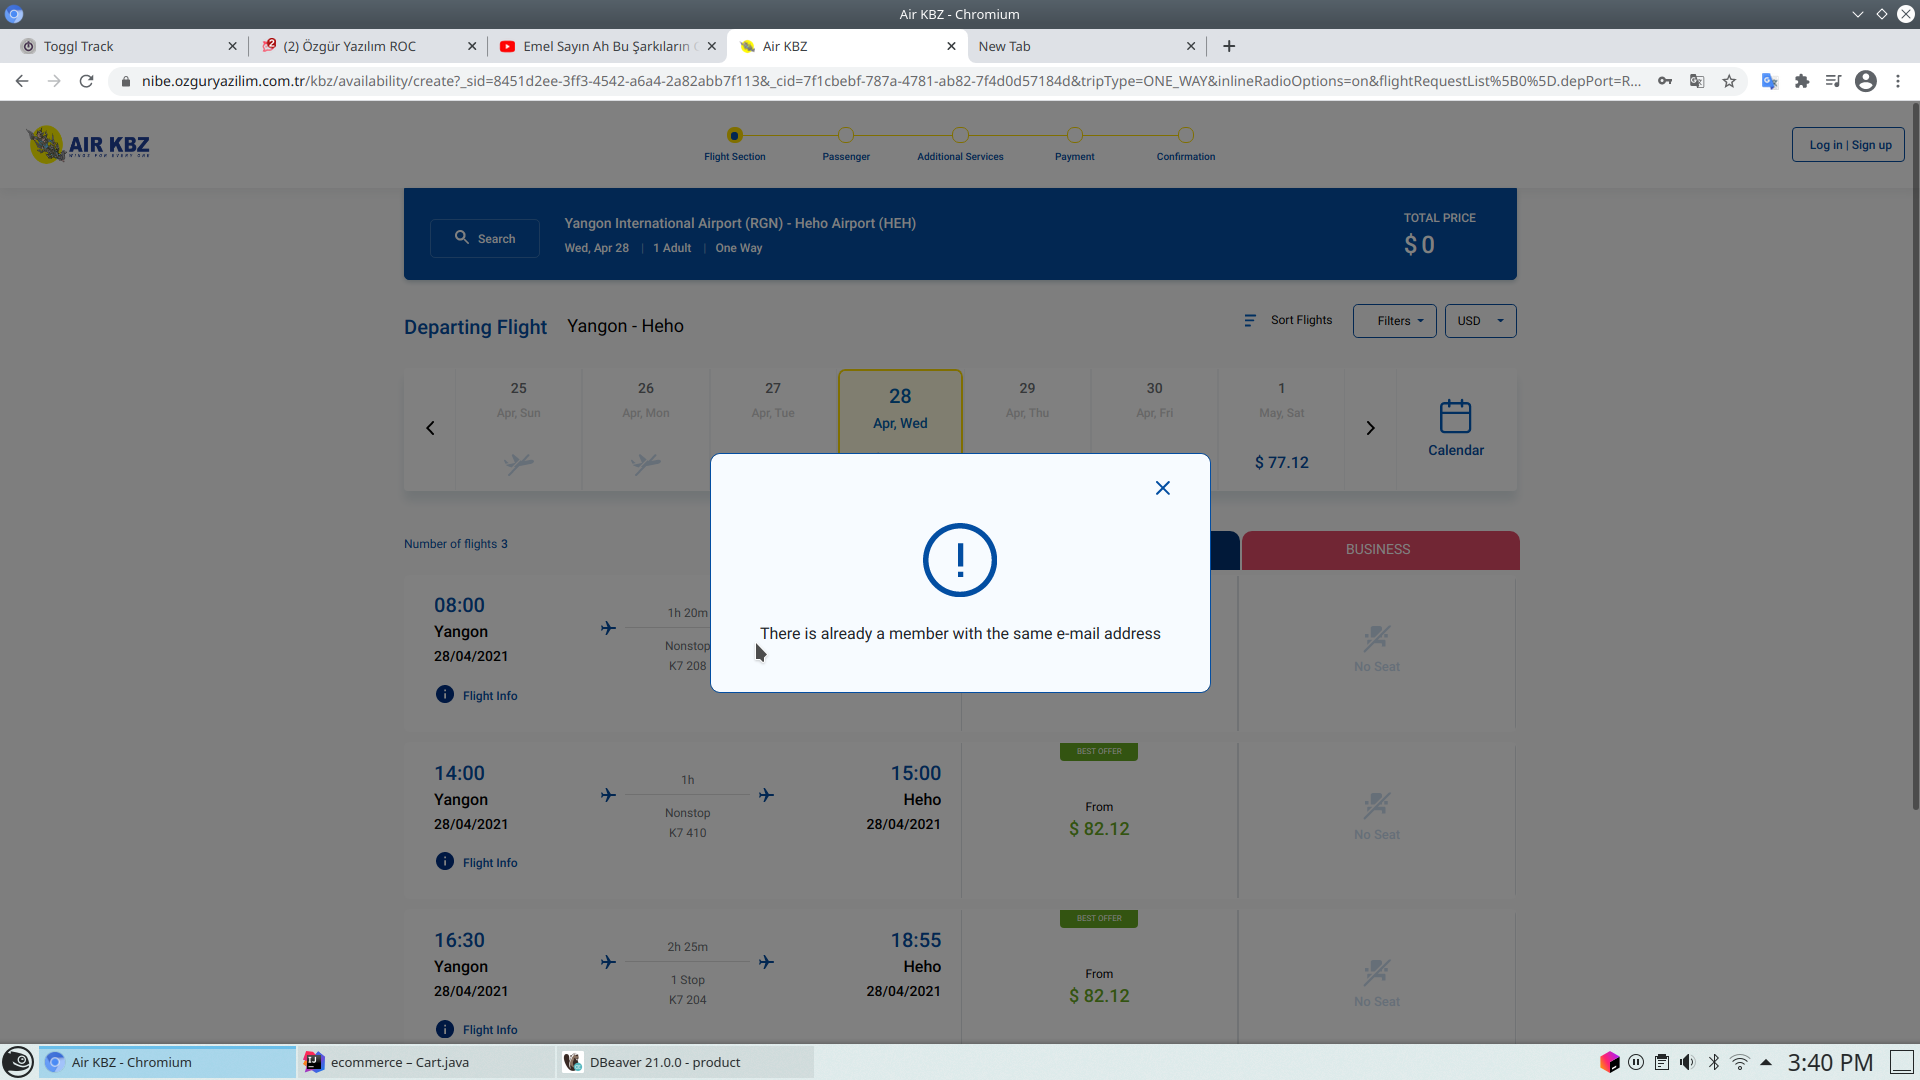 Air KBZ - Chromium
Toggl Track
(2) Özgür Yazılım ROC
Emel Sayın Ah Bu Şarkıların
Air KBZ
New Tab
nibe.ozguryazilim.com.tr/kbz/availability/create?_sid=8451d2ee-3ff3-4542-a6a4-2a82abb7f113&_cid=7f1cbebf-787a-4781-ab82-7f4d0d57184d&tripType=ONE_WAY&inlineRadioOptions=on&flightRequestList%5B0%5D.depPort=R...
AIR KBZ
WINGS FOR EVERY ONE
Flight Section
Passenger
Additional Services
Payment
Confirmation
Log in | Sign up
Search
Yangon International Airport (RGN) - Heho Airport (HEH)
Wed, Apr 28 | 1 Adult | One Way
TOTAL PRICE
$ 0
Departing Flight Yangon - Heho
Sort Flights
Filters
USD
25
Apr, Sun
26
Apr, Mon
27
Apr, Tue
28
Apr, Wed
29
Apr, Thu
30
Apr, Fri
1
May, Sat
$ 77.12
Calendar
There is already a member with the same e-mail address
Number of flights 3
BUSINESS
08:00
Yangon
28/04/2021
1h 20m
Nonstop
K7 208
Flight Info
No Seat
14:00
Yangon
28/04/2021
1h
Nonstop
K7 410
15:00
Heho
28/04/2021
Flight Info
BEST OFFER
From
$ 82.12
No Seat
16:30
Yangon
28/04/2021
2h 25m
1 Stop
K7 204
18:55
Heho
28/04/2021
Flight Info
BEST OFFER
From
$ 82.12
No Seat
Air KBZ - Chromium
ecommerce – Cart.java
DBeaver 21.0.0 - product
3:40 PM